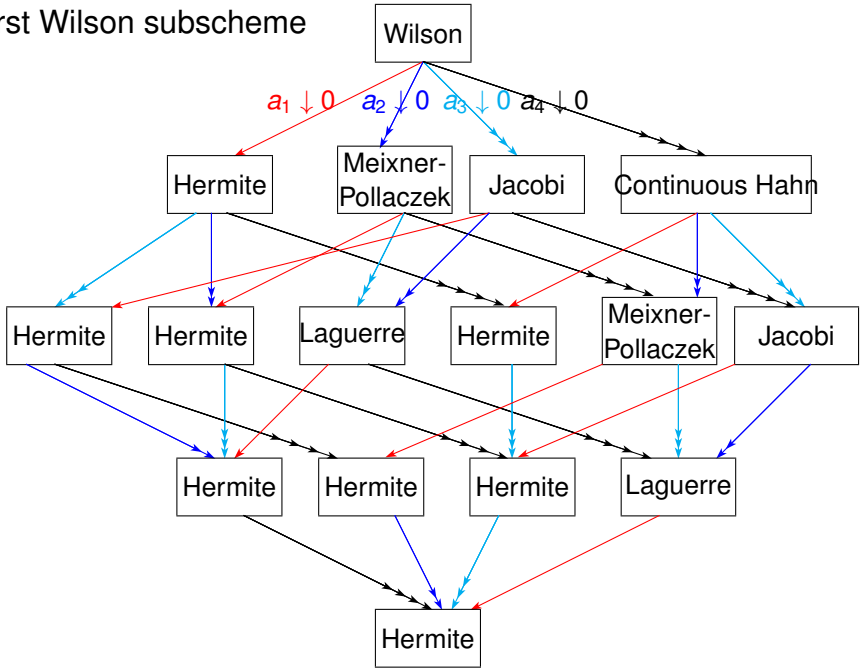 rst Wilson subscheme
Wilson
a₁ ↓ 0 a₂ ↓ 0 a₃ ↓ 0 a₄ ↓ 0
Hermite
Meixner-
Pollaczek
Jacobi
Continuous Hahn
Hermite
Hermite
Laguerre
Hermite
Meixner-
Pollaczek
Jacobi
Hermite
Hermite
Hermite
Laguerre
Hermite